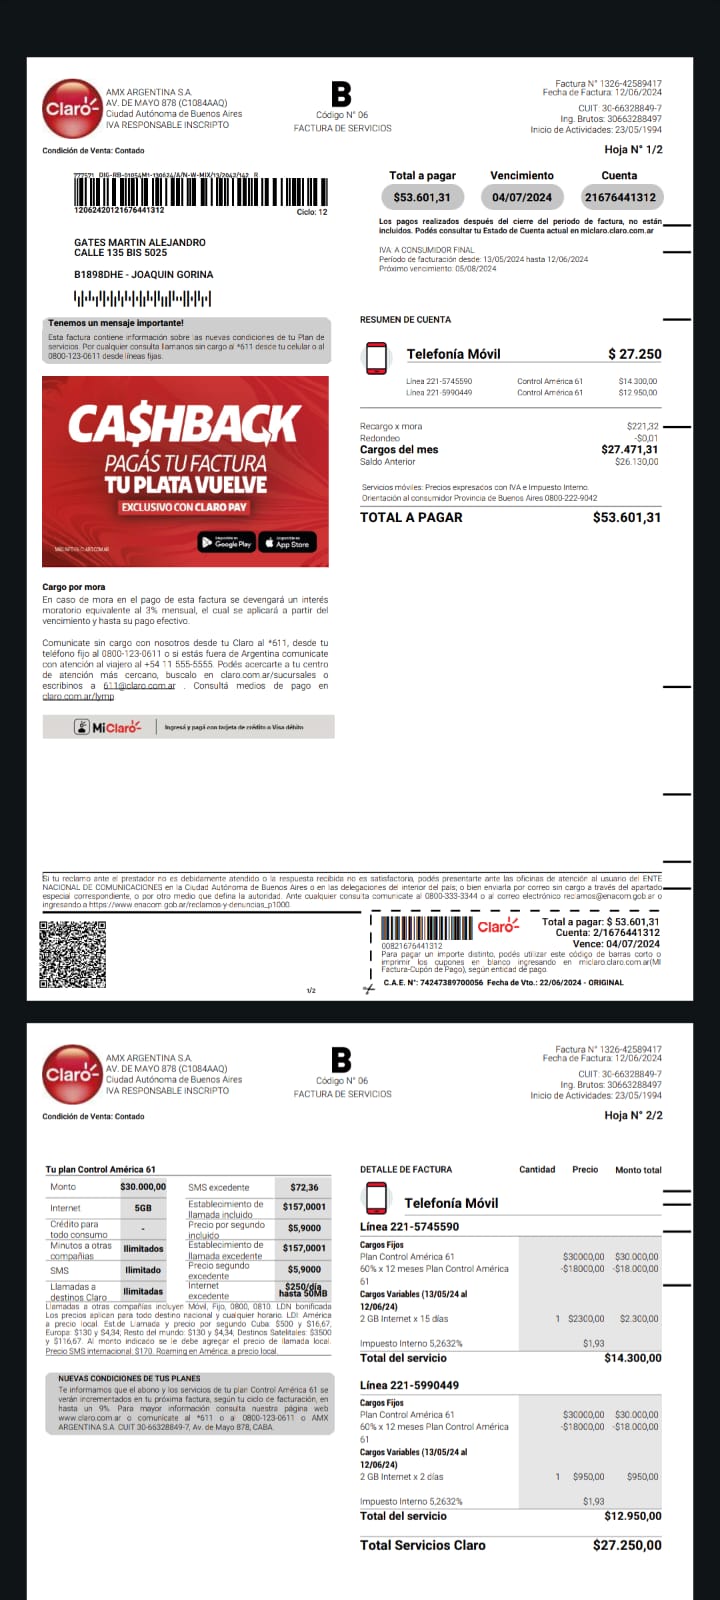 Claro
AMX ARGENTINA S.A.
AV. DE MAYO 878 (C1084AAQ)
Ciudad Autónoma de Buenos Aires
IVA RESPONSABLE INSCRIPTO
B
Código N° 06
FACTURA DE SERVICIOS
Factura N° 1326-42589417
Fecha de Factura: 12/06/2024
CUIT: 30-66328849-7
Ing. Brutos: 30663288497
Inicio de Actividades: 23/05/1994
Condición de Venta: Contado
Hoja N° 1/2
12062420121676441312
Ciclo: 12
GATES MARTIN ALEJANDRO
CALLE 135 BIS 5025
B1898DHE - JOAQUIN GORINA
Total a pagar
Vencimiento
Cuenta
$53.601,31
04/07/2024
21676441312
Los pagos realizados después del cierre del periodo de factura, no están
incluidos. Podés consultar tu Estado de Cuenta actual en miclaro.claro.com.ar
IVA: A CONSUMIDOR FINAL
Período de facturación desde: 13/05/2024 hasta 12/06/2024
Próximo vencimiento: 05/08/2024
Tenemos un mensaje importante!
Esta factura contiene información sobre las nuevas condiciones de tu Plan de
servicios. Por cualquier consulta llamanos sin cargo al *611 desde tu celular o al
0800-123-0611 desde líneas fijas.
CA$HBACK
PAGÁS TU FACTURA
TU PLATA VUELVE
EXCLUSIVO CON CLARO PAY
Google Play
App Store
Cargo por mora
En caso de mora en el pago de esta factura se devengará un interés
moratorio equivalente al 3% mensual, el cual se aplicará a partir del
vencimiento y hasta su pago efectivo.
Comunicate sin cargo con nosotros desde tu Claro al *611, desde tu
teléfono fijo al 0800-123-0611 o si estás fuera de Argentina comunicate
con atención al viajero al +54 11 555-5555. Podés acercarte a tu centro
de atención más cercano, buscalo en claro.com.ar/sucursales o
escribinos a 611@claro.com.ar . Consultá medios de pago en
claro.com.ar/lymp
MiClaro
Ingresá y pagá con tarjeta de crédito o Visa débito
RESUMEN DE CUENTA
Telefonía Móvil $ 27.250
Línea 221-5745590 Control América 61 $14.300,00
Línea 221-5990449 Control América 61 $12.950,00
Recargo x mora $221,32
Redondeo -$0,01
Cargos del mes $27.471,31
Saldo Anterior $26.130,00
Servicios móviles: Precios expresados con IVA e Impuesto Interno.
Orientación al consumidor Provincia de Buenos Aires 0800-222-9042
TOTAL A PAGAR $53.601,31
Si tu reclamo ante el prestador no es debidamente atendido o la respuesta recibida no es satisfactoria, podés presentarte ante las oficinas de atención al usuario del ENTE
NACIONAL DE COMUNICACIONES en la Ciudad Autónoma de Buenos Aires o en las delegaciones del interior del país; o bien enviarla por correo sin cargo a través del apartado
especial correspondiente, o por otro medio que defina la autoridad. Ante cualquier consulta comunicate al 0800-333-3344 o al correo electrónico reclamos@enacom.gob.ar o
ingresando a https://www.enacom.gob.ar/reclamos-y-denuncias_p1000.
1/2
Claro
00821676441312
Total a pagar: $ 53.601,31
Cuenta: 2/1676441312
Vence: 04/07/2024
Para pagar un importe distinto, podés utilizar este código de barras corto o
imprimir los cupones en blanco ingresando en miclaro.claro.com.ar(Mi
Factura-Cupón de Pago), según entidad de pago.
C.A.E. N°: 74247389700056 Fecha de Vto.: 22/06/2024 - ORIGINAL
Claro
AMX ARGENTINA S.A.
AV. DE MAYO 878 (C1084AAQ)
Ciudad Autónoma de Buenos Aires
IVA RESPONSABLE INSCRIPTO
B
Código N° 06
FACTURA DE SERVICIOS
Factura N° 1326-42589417
Fecha de Factura: 12/06/2024
CUIT: 30-66328849-7
Ing. Brutos: 30663288497
Inicio de Actividades: 23/05/1994
Condición de Venta: Contado
Hoja N° 2/2
Tu plan Control América 61
Monto $30.000,00
Internet 5GB
Crédito para todo consumo -
Minutos a otras compañías Ilimitados
SMS Ilimitado
Llamadas a destinos Claro Ilimitadas
SMS excedente $72,36
Establecimiento de llamada incluido $157,0001
Precio por segundo incluido $5,9000
Establecimiento de llamada excedente $157,0001
Precio segundo excedente $5,9000
Internet excedente $250/día hasta 50MB
Llamadas a otras compañías incluyen Móvil, Fijo, 0800, 0810. LDN bonificada
Los precios aplican para todo destino nacional y cualquier horario. LDI América
a precio local. Est.de Llamada y precio por segundo Cuba: $500 y $16,67;
Europa: $130 y $4,34; Resto del mundo: $130 y $4,34; Destinos Satelitales: $3500
y $116,67. Al monto indicado se le debe agregar el precio de llamada local.
Precio SMS internacional: $170. Roaming en América: a precio local.
NUEVAS CONDICIONES DE TUS PLANES
Te informamos que el abono y los servicios de tu plan Control América 61 se
verán incrementados en tu próxima factura, según tu ciclo de facturación, en
hasta un 9%. Para mayor información consulta nuestra página web
www.claro.com.ar o comunicate al *611 o al 0800-123-0611 o AMX
ARGENTINA S.A. CUIT 30-66328849-7, Av. de Mayo 878, CABA.
DETALLE DE FACTURA Cantidad Precio Monto total
Telefonía Móvil
Línea 221-5745590
Cargos Fijos
Plan Control América 61 $30000,00 $30.000,00
60% x 12 meses Plan Control América -$18000,00 -$18.000,00
61
Cargos Variables (13/05/24 al
12/06/24)
2 GB Internet x 15 días 1 $2300,00 $2.300,00
Impuesto Interno 5,2632% $1,93
Total del servicio $14.300,00
Línea 221-5990449
Cargos Fijos
Plan Control América 61 $30000,00 $30.000,00
60% x 12 meses Plan Control América -$18000,00 -$18.000,00
61
Cargos Variables (13/05/24 al
12/06/24)
2 GB Internet x 2 días 1 $950,00 $950,00
Impuesto Interno 5,2632% $1,93
Total del servicio $12.950,00
Total Servicios Claro $27.250,00